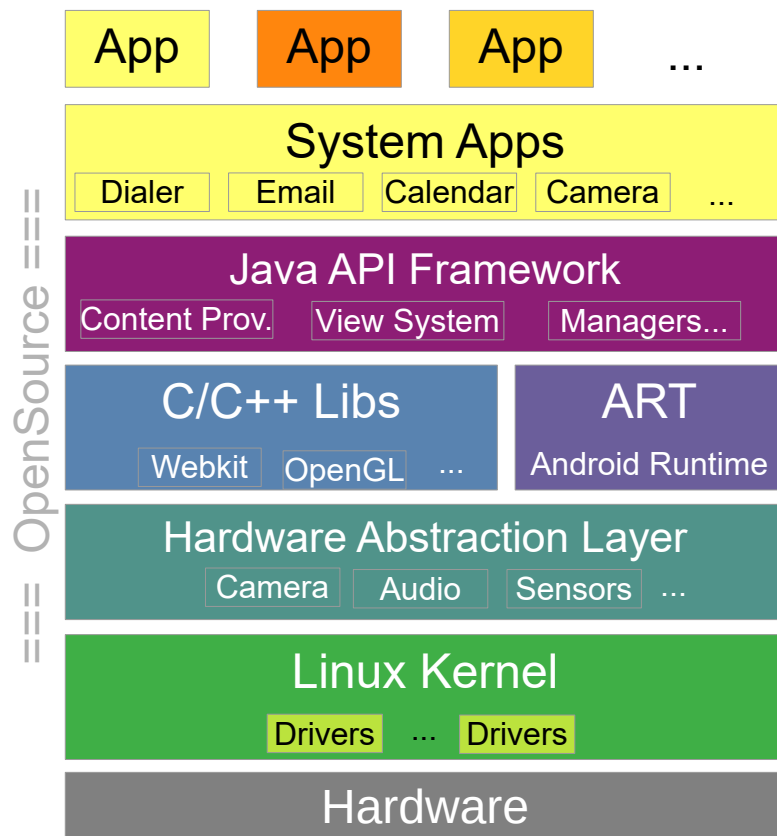 App App App ...
System Apps
Dialer Email Calendar Camera ...
=== OpenSource ===
Java API Framework
Content Prov. View System Managers...
C/C++ Libs ART
Webkit OpenGL ... Android Runtime
Hardware Abstraction Layer
Camera Audio Sensors ...
Linux Kernel
Drivers ... Drivers
Hardware